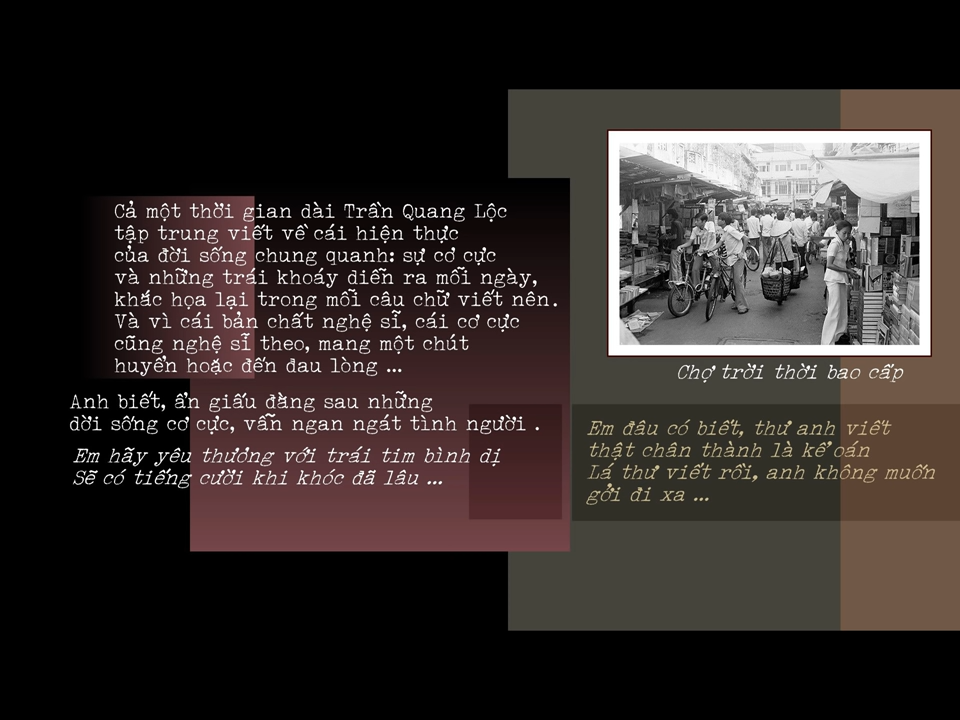 Cả một thời gian dài Trần Quang Lộc
tập trung viết về cái hiện thực
của đời sống chung quanh: sự cơ cực
và những trái khoáy diễn ra mỗi ngày,
khắc họa lại trong mỗi câu chữ viết nên.
Và vì cái bản chất nghệ sĩ, cái cơ cực
cũng nghệ sĩ theo, mang một chút
huyễn hoặc đến đau lòng ...
Anh biết, ẩn giấu đằng sau những
dời sống cơ cực, vẫn ngan ngát tình người .
Em hãy yêu thương với trái tim bình dị
Sẽ có tiếng cười khi khóc đã lâu ...
Chợ trời thời bao cấp
Em đâu có biết, thư anh viết
thật chân thành là kể oán
Lá thư viết rồi, anh không muốn
gởi đi xa ...